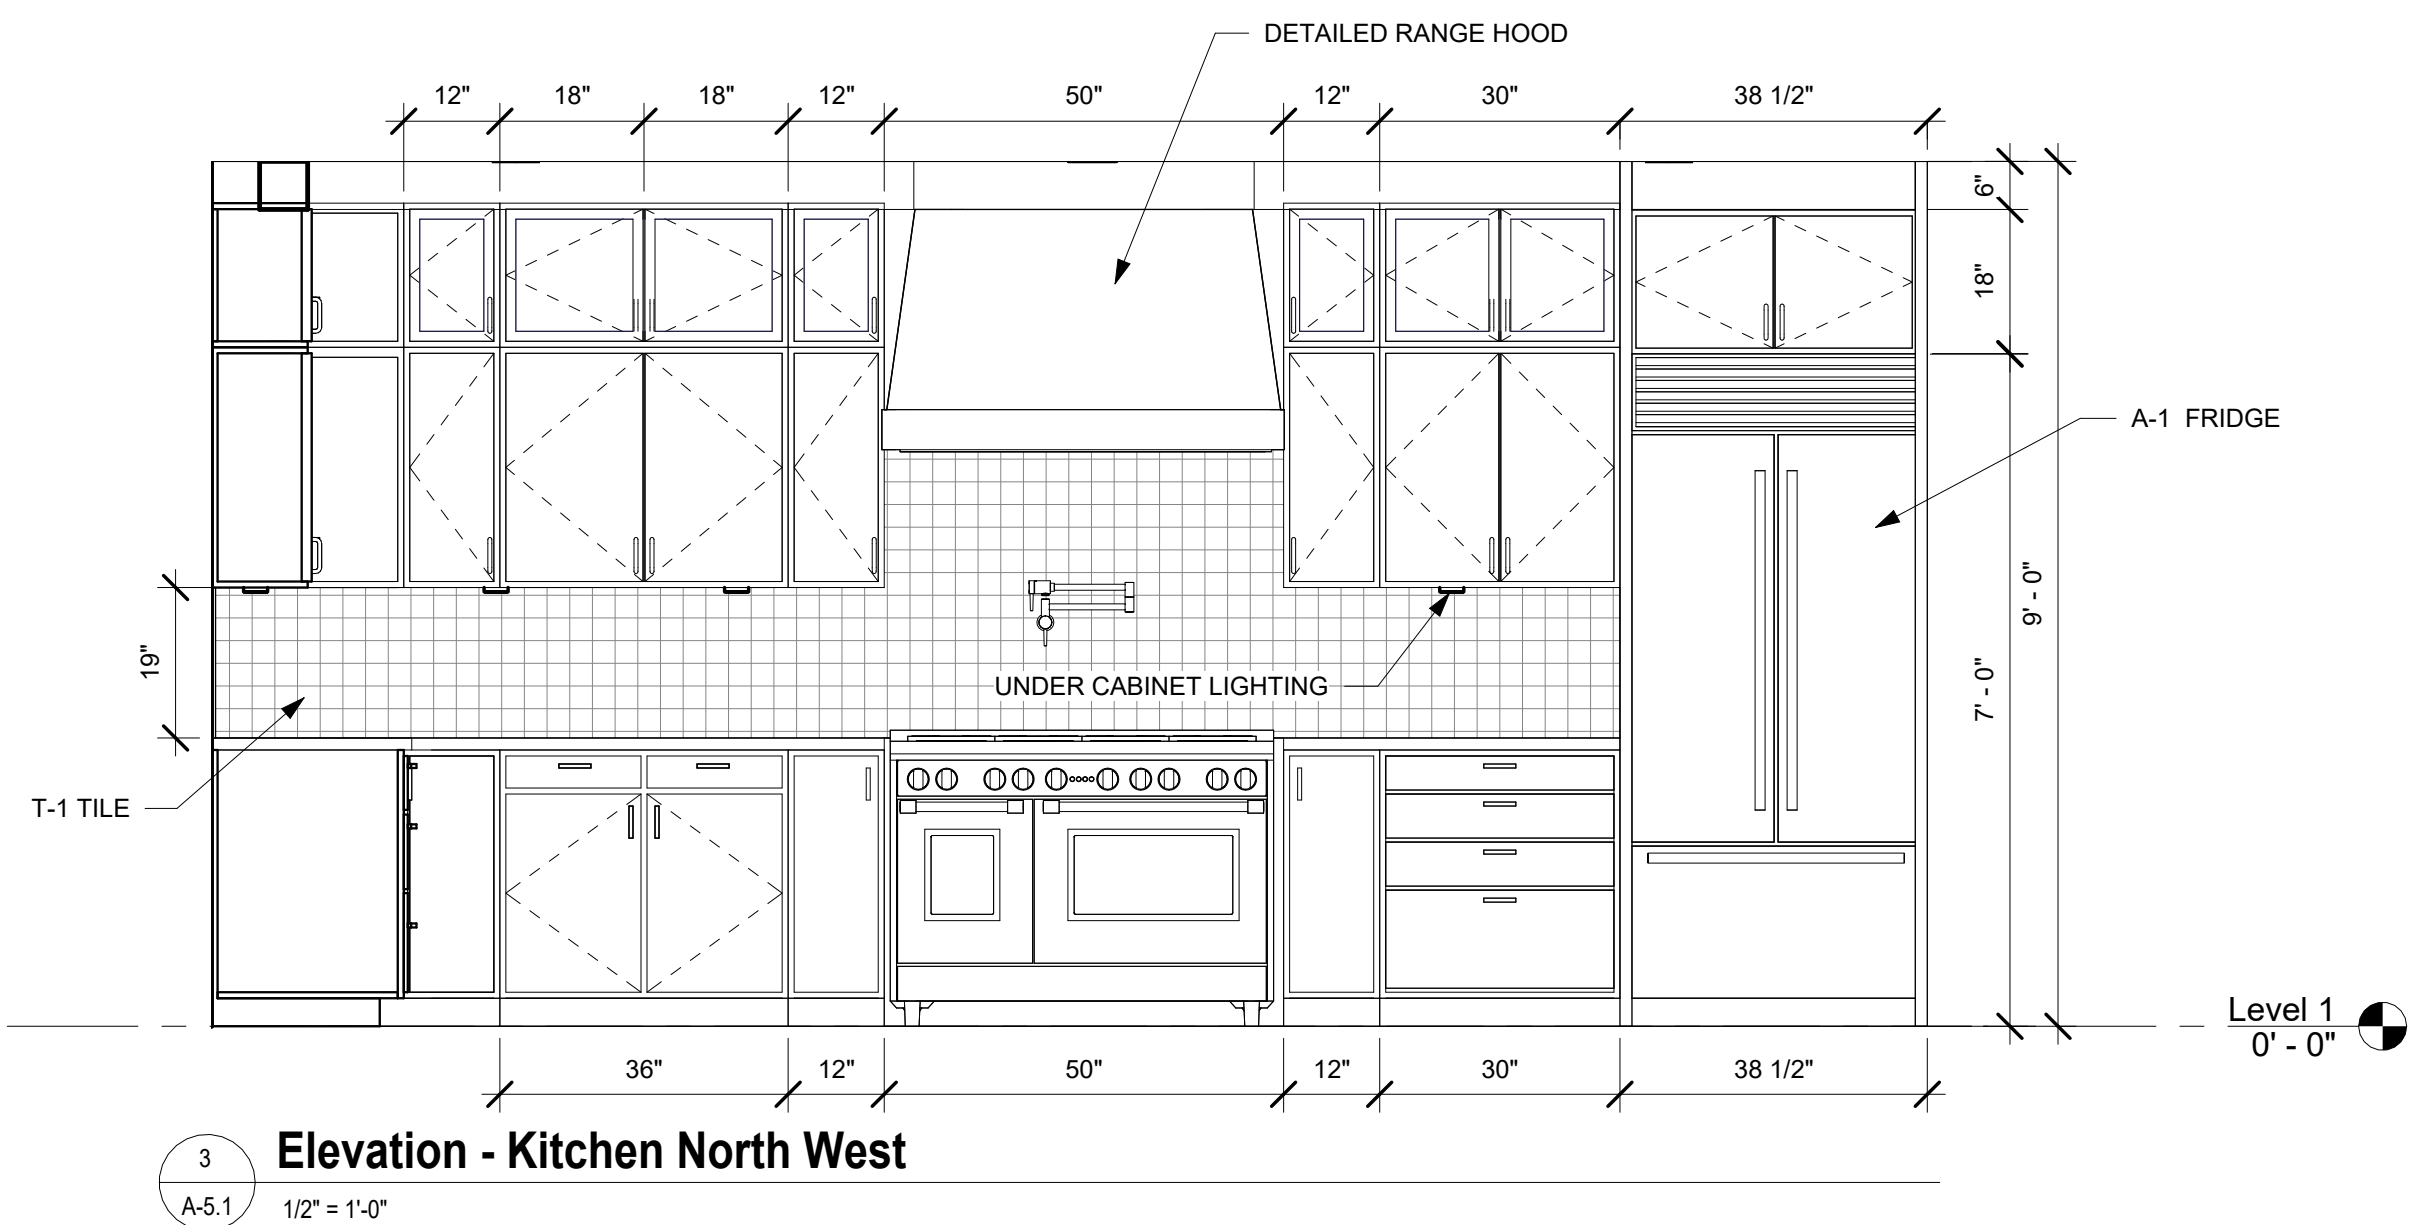 DETAILED RANGE HOOD
12" 18" 18" 12" 50" 12" 30" 38 1/2"
6"
18"
A-1 FRIDGE
9' - 0"
7' - 0"
19"
UNDER CABINET LIGHTING
T-1 TILE
Level 1
0' - 0"
36" 12" 50" 12" 30" 38 1/2"
3
Elevation - Kitchen North West
A-5.1
1/2" = 1'-0"